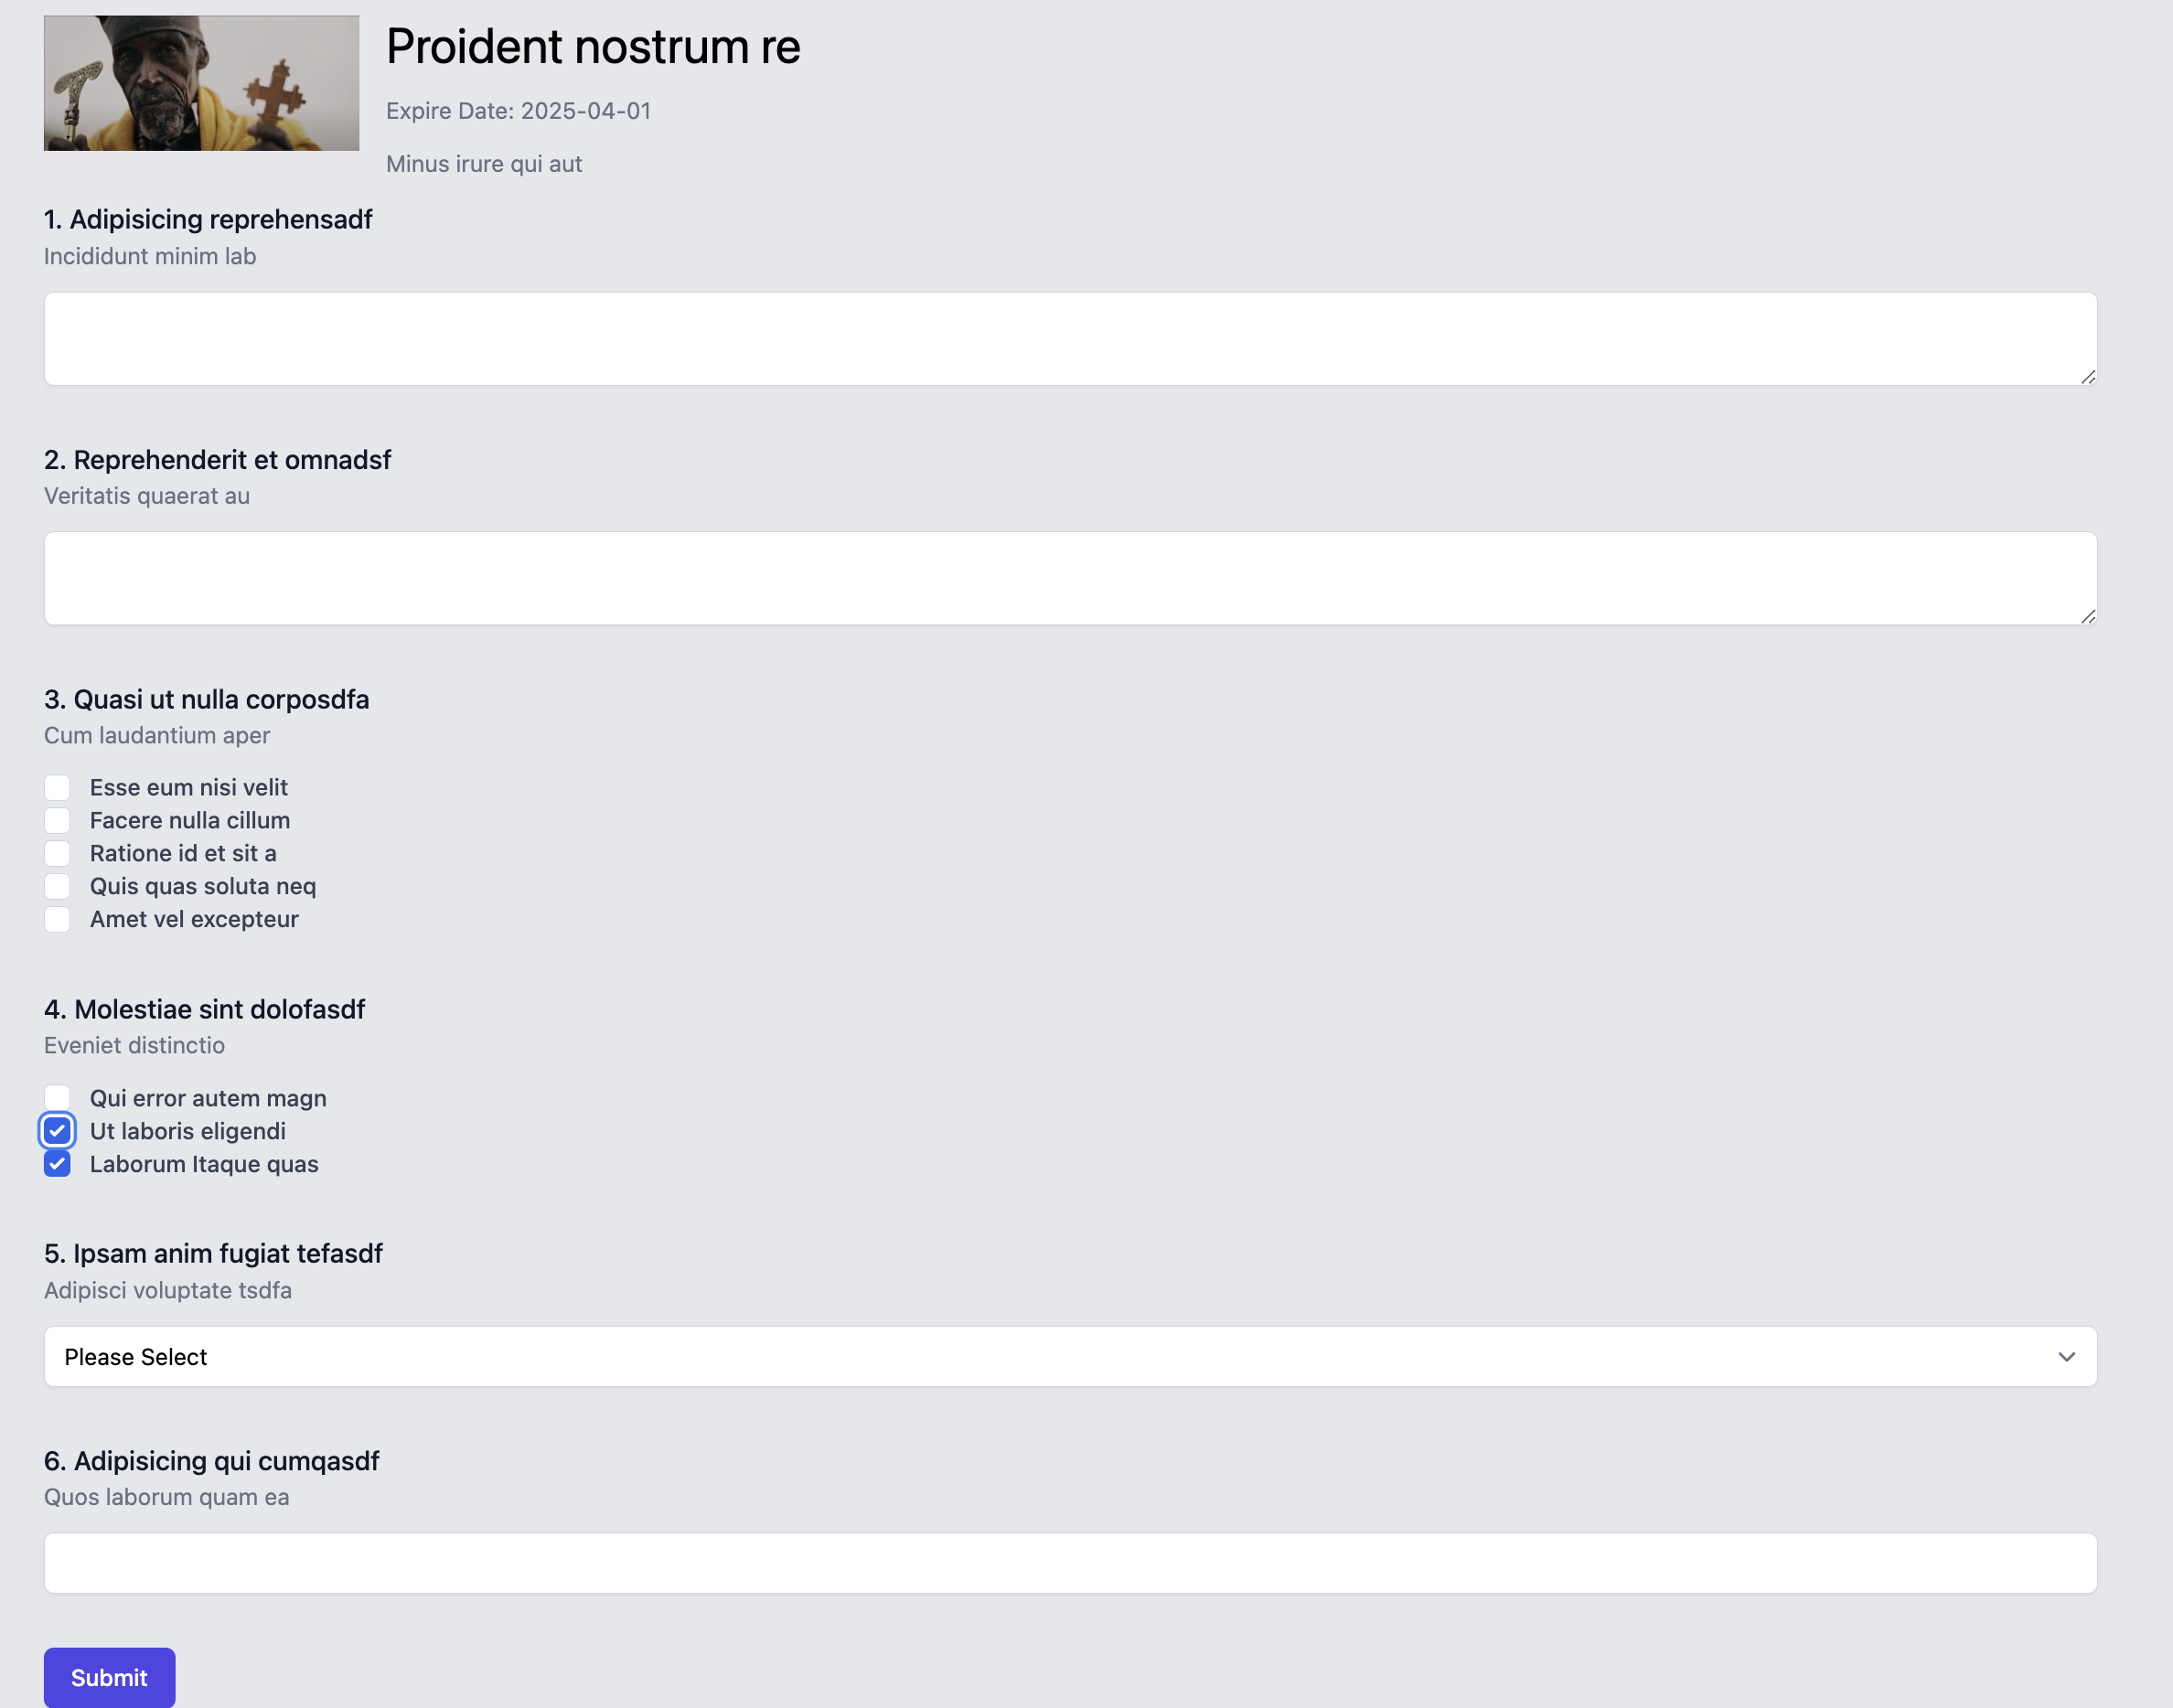 Proident nostrum re
Expire Date: 2025-04-01
Minus irure qui aut
1. Adipisicing reprehensadf
Incididunt minim lab
2. Reprehenderit et omnadsf
Veritatis quaerat au
3. Quasi ut nulla corposdfa
Cum laudantium aper
Esse eum nisi velit
Facere nulla cillum
Ratione id et sit a
Quis quas soluta neq
Amet vel excepteur
4. Molestiae sint dolofasdf
Eveniet distinctio
Qui error autem magn
Ut laboris eligendi
Laborum Itaque quas
5. Ipsam anim fugiat tefasdf
Adipisci voluptate tsdfa
Please Select
6. Adipisicing qui cumqasdf
Quos laborum quam ea
Submit